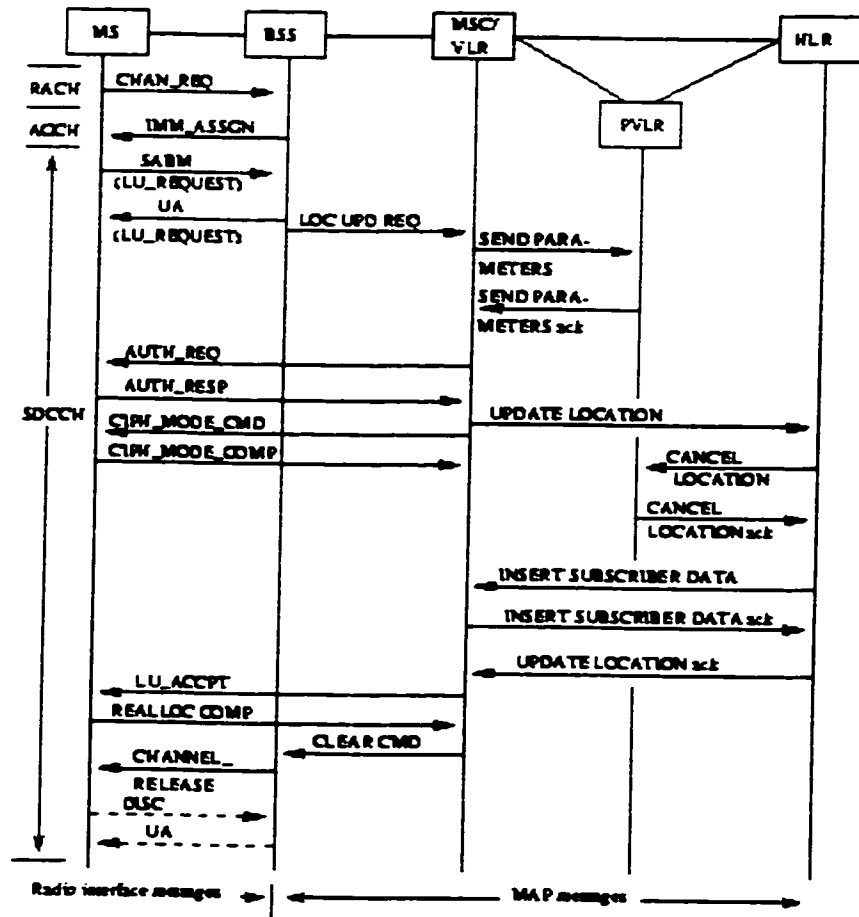 MS
BSS
MSC/
VLR
HLR
PVLR
RACH
CHAN_REQ
AGCH
IMM_ASSGN
SABM
(LU_REQUEST)
UA
(LU_REQUEST)
LOC UPD REQ
SEND PARA-
METERS
SEND PARA-
METERS ack
AUTH_REQ
AUTH_RESP
SDCCH
CIPH_MODE_CMD
UPDATE LOCATION
CIPH_MODE_COMP
CANCEL
LOCATION
CANCEL
LOCATION ack
INSERT SUBSCRIBER DATA
INSERT SUBSCRIBER DATA ack
UPDATE LOCATION ack
LU_ACCPT
REALLOC COMP
CLEAR CMD
CHANNEL_
RELEASE
DISC
UA
Radio interface messages
MAP messages